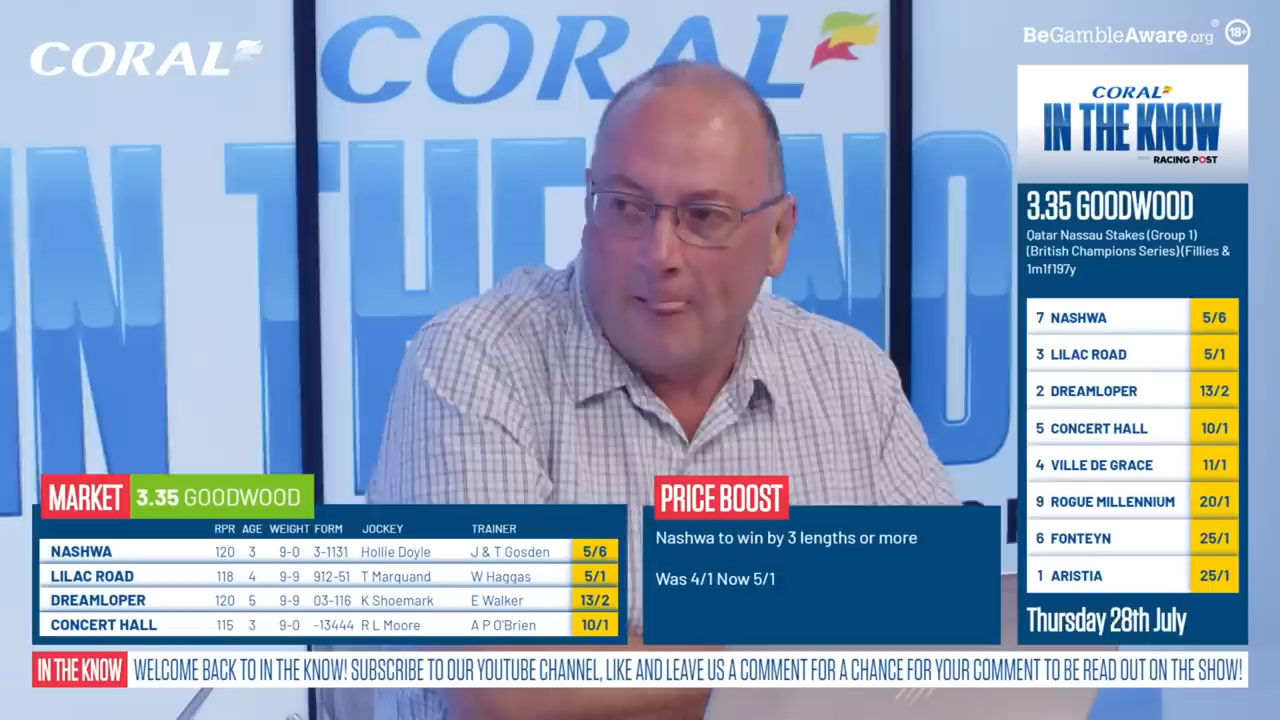 CORAL
CORAL
BeGambleAware.org® 18+
IN THE KNO
CORAL
IN THE KNOW
RACING POST
3.35 GOODWOOD
Qatar Nassau Stakes (Group 1)
(British Champions Series)(Fillies &
1m1f197y
7 NASHWA 5/6
3 LILAC ROAD 5/1
2 DREAMLOPER 13/2
5 CONCERT HALL 10/1
4 VILLE DE GRACE 11/1
9 ROGUE MILLENNIUM 20/1
6 FONTEYN 25/1
1 ARISTIA 25/1
Thursday 28th July
MARKET 3.35 GOODWOOD
RPR AGE WEIGHT FORM JOCKEY TRAINER
NASHWA 120 3 9-0 3-1131 Hollie Doyle J & T Gosden 5/6
LILAC ROAD 118 4 9-9 912-51 T Marquand W Haggas 5/1
DREAMLOPER 120 5 9-9 03-116 K Shoemark E Walker 13/2
CONCERT HALL 115 3 9-0 -13444 R L Moore A P O'Brien 10/1
PRICE BOOST
Nashwa to win by 3 lengths or more
Was 4/1 Now 5/1
IN THE KNOW WELCOME BACK TO IN THE KNOW! SUBSCRIBE TO OUR YOUTUBE CHANNEL, LIKE AND LEAVE US A COMMENT FOR A CHANCE FOR YOUR COMMENT TO BE READ OUT ON THE SHOW!